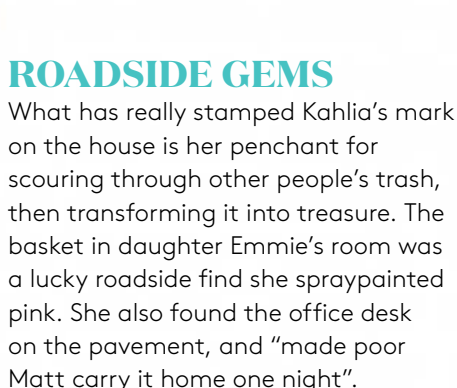 ROADSIDE GEMS
What has really stamped Kahlia’s mark
on the house is her penchant for
scouring through other people’s trash,
then transforming it into treasure. The
basket in daughter Emmie’s room was
a lucky roadside find she spraypainted
pink. She also found the office desk
on the pavement, and “made poor
Matt carry it home one night”.